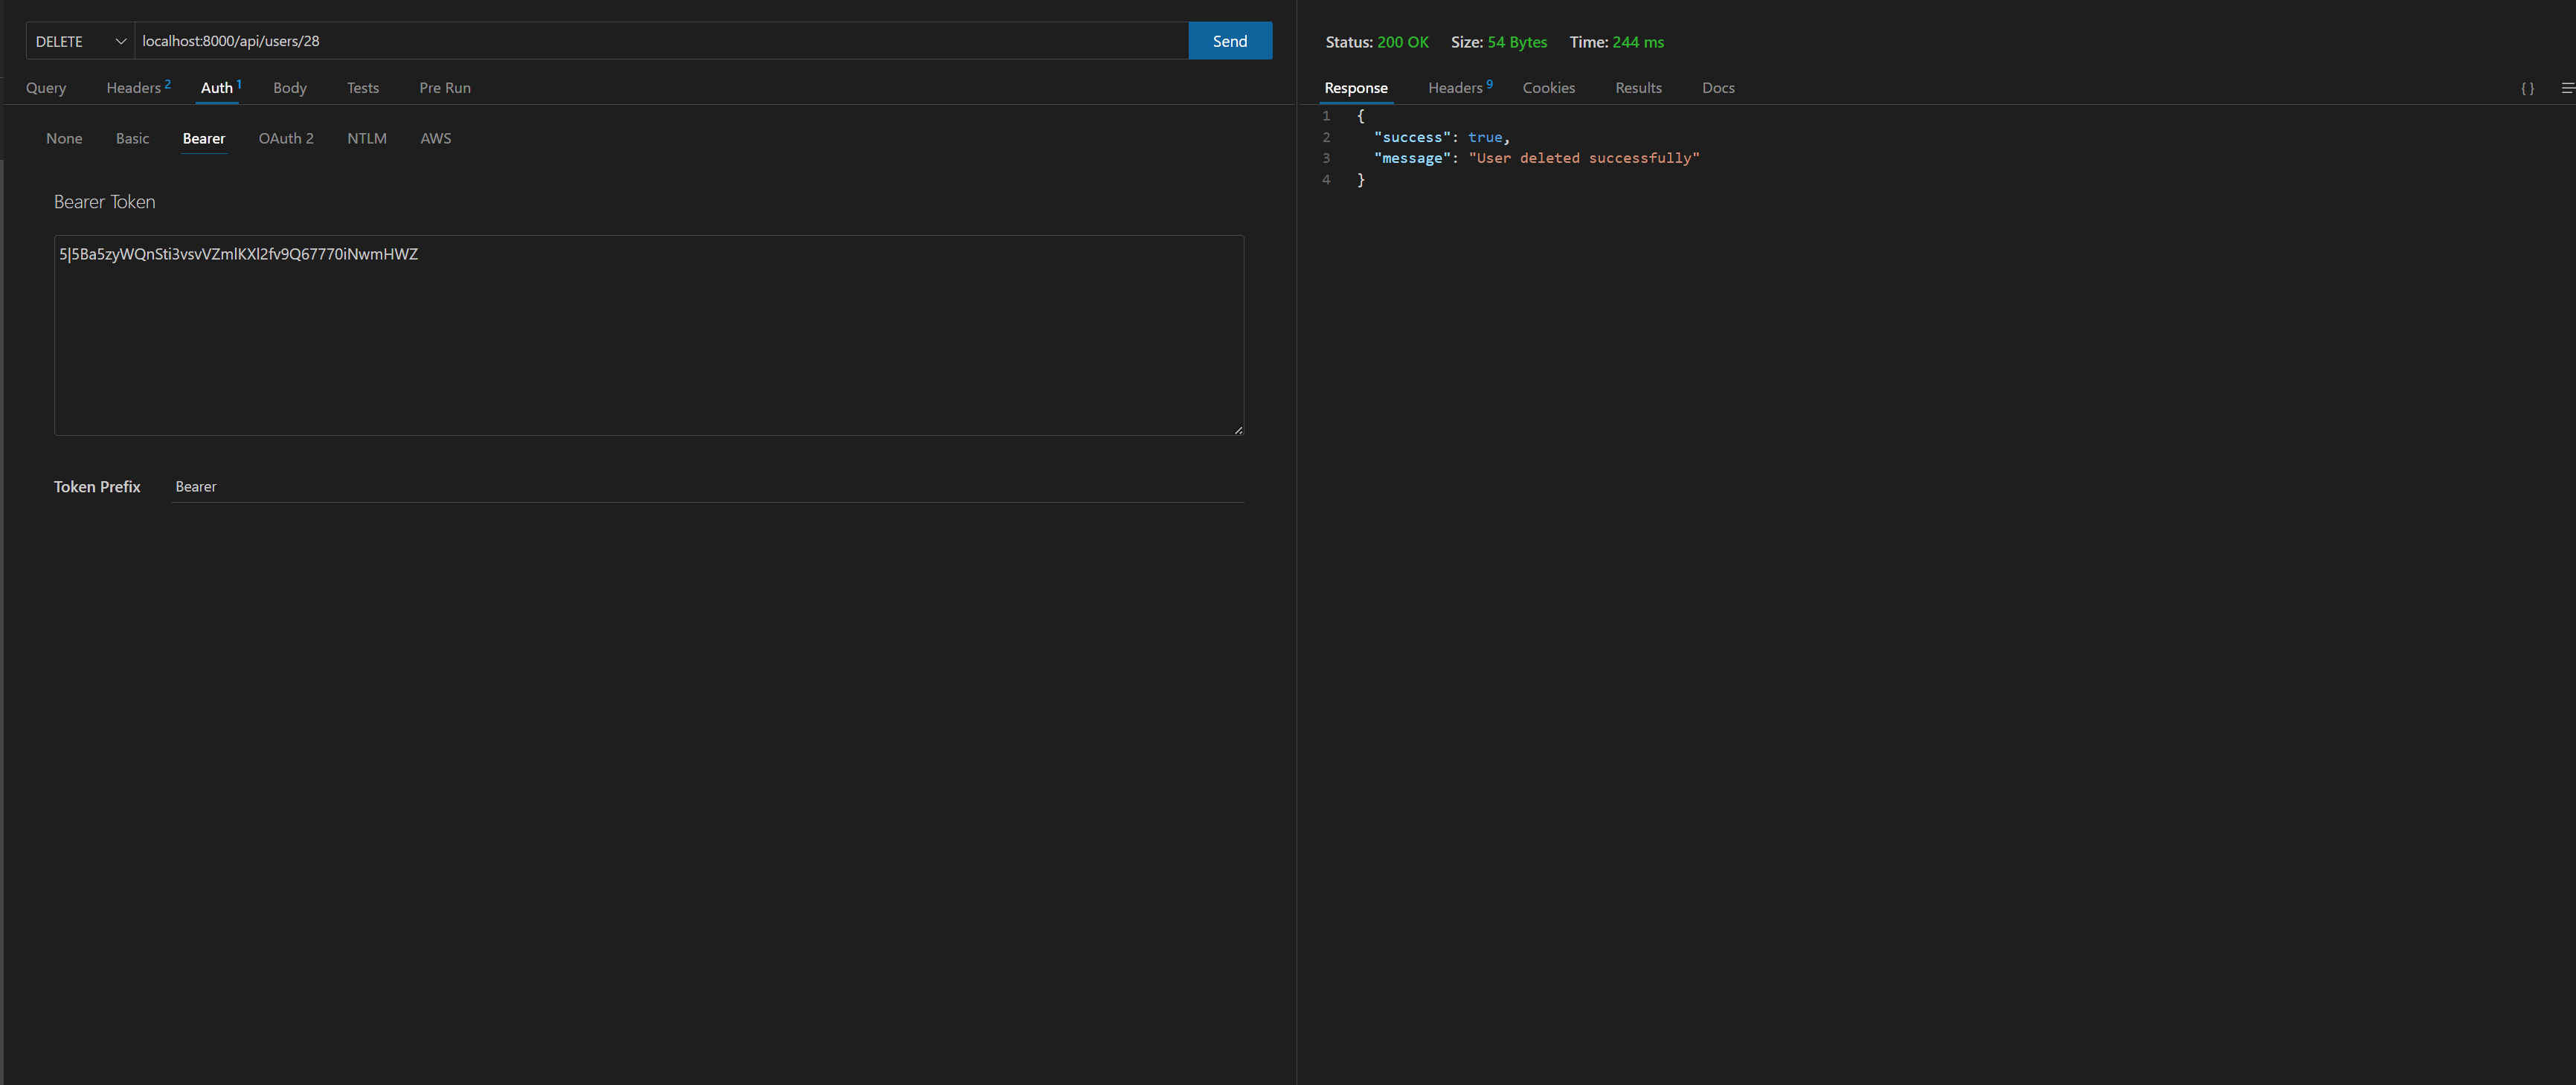 DELETE localhost:8000/api/users/28 Send
Query Headers 2 Auth 1 Body Tests Pre Run
None Basic Bearer OAuth 2 NTLM AWS
Bearer Token
5|5Ba5zyWQnSti3vsvVZmlKXl2fv9Q67770iNwmHWZ
Token Prefix Bearer
Status: 200 OK Size: 54 Bytes Time: 244 ms
Response Headers 9 Cookies Results Docs { }
1 {
2 "success": true,
3 "message": "User deleted successfully"
4 }